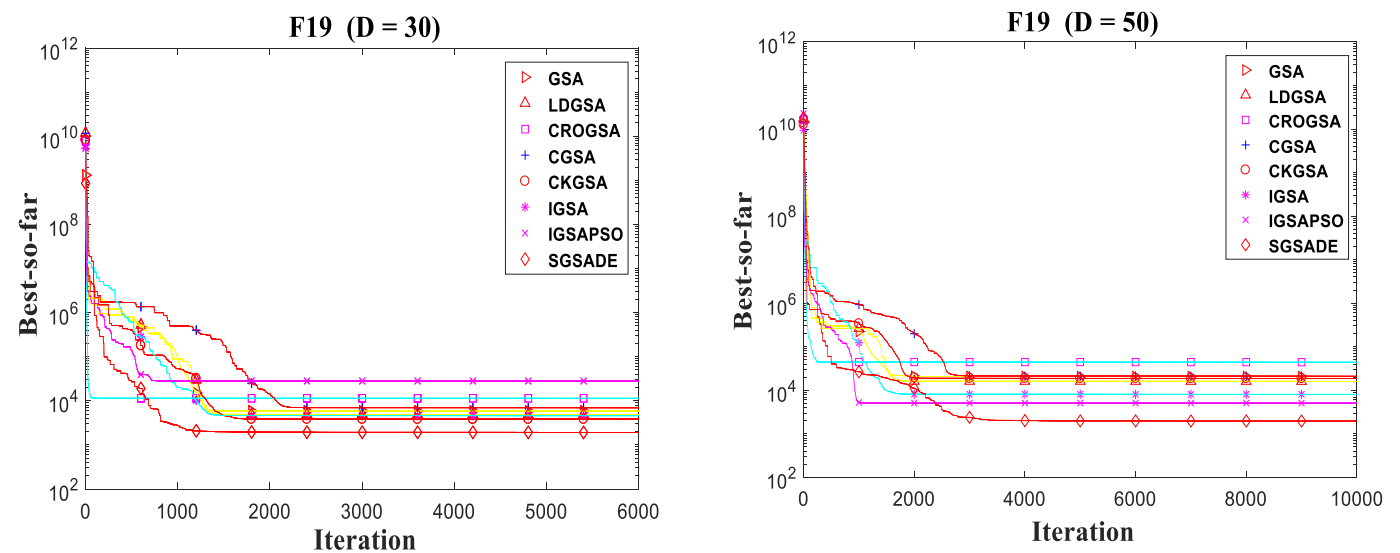 F19 (D = 30)
10^12
10^10
10^8
10^6
10^4
10^2
Best-so-far
GSA
LDGSA
CROGSA
CGSA
CKGSA
IGSA
IGSAPSO
SGSADE
0 1000 2000 3000 4000 5000 6000
Iteration
F19 (D = 50)
10^12
10^10
10^8
10^6
10^4
10^2
Best-so-far
GSA
LDGSA
CROGSA
CGSA
CKGSA
IGSA
IGSAPSO
SGSADE
0 2000 4000 6000 8000 10000
Iteration